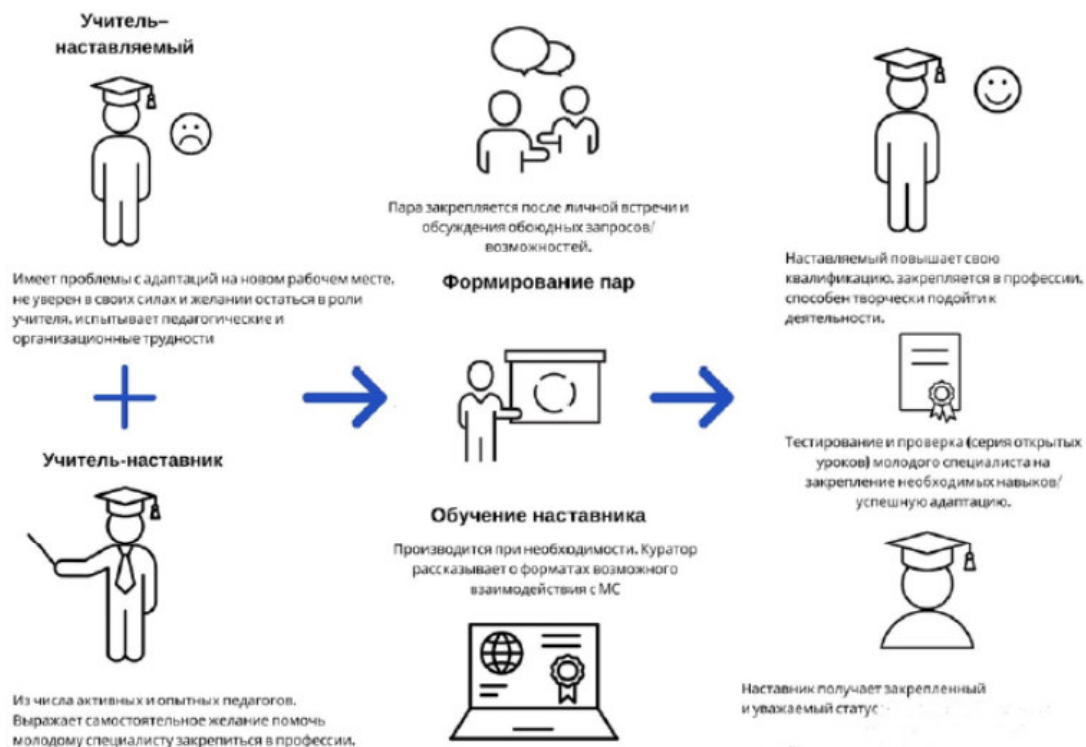 Учитель–
наставляемый
Имеет проблемы с адаптаций на новом рабочем месте,
не уверен в своих силах и желании остаться в роли
учителя, испытывает педагогические и
организационные трудности
Учитель-наставник
Из числа активных и опытных педагогов.
Выражает самостоятельное желание помочь
молодому специалисту закрепиться в профессии,
Пара закрепляется после личной встречи и
обсуждения обоюдных запросов/
возможностей.
Формирование пар
Обучение наставника
Производится при необходимости. Куратор
рассказывает о форматах возможного
взаимодействия с МС
Наставляемый повышает свою
квалификацию, закрепляется в профессии,
способен творчески подойти к
деятельности.
Тестирование и проверка (серия открытых
уроков) молодого специалиста на
закрепление необходимых навыков/
успешную адаптацию.
Наставник получает закрепленный
и уважаемый статус